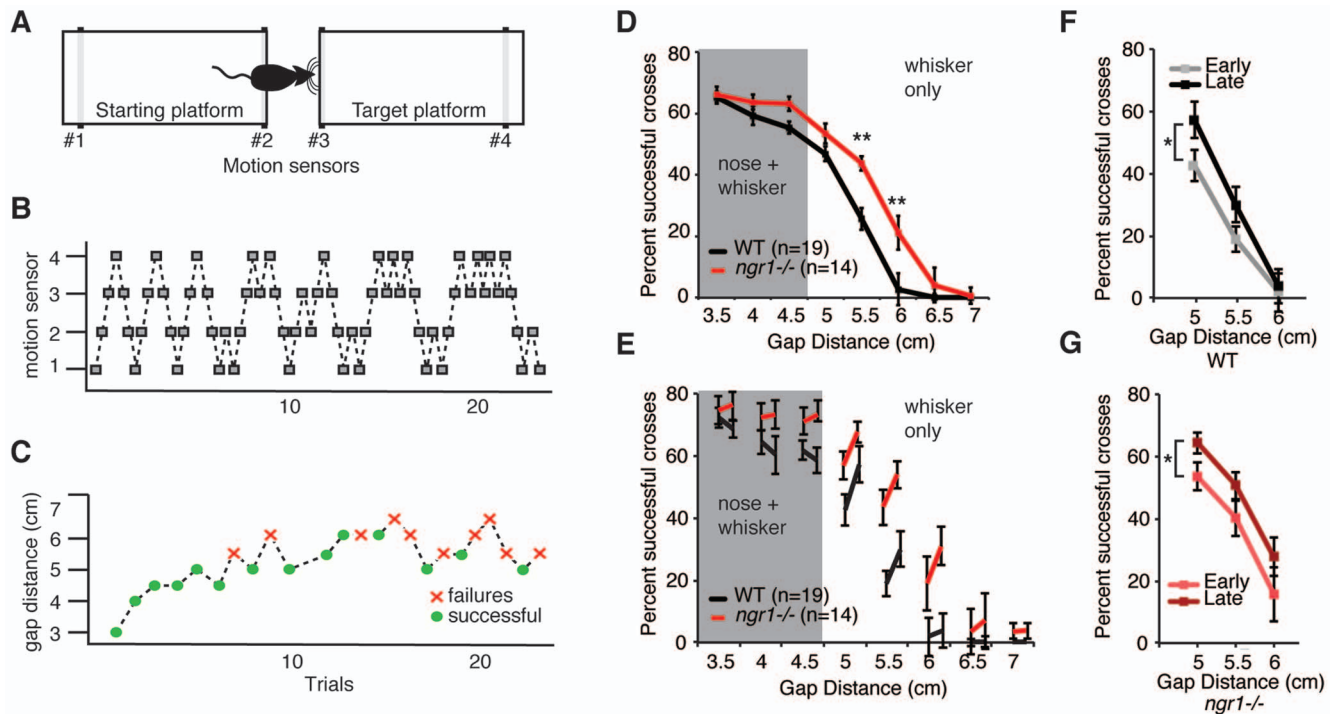 A
Starting platform
Target platform
#1
#2
#3
#4
Motion sensors
B
motion sensor
4
3
2
1
10
20
C
gap distance (cm)
7
6
5
4
3
failures
successful
10
20
Trials
D
Percent successful crosses
80
60
40
20
0
whisker
only
nose +
whisker
**
**
WT (n=19)
ngr1-/- (n=14)
3.5 4 4.5 5 5.5 6 6.5 7
Gap Distance (cm)
E
Percent successful crosses
80
60
40
20
0
whisker
only
nose +
whisker
WT (n=19)
ngr1-/- (n=14)
3.5 4 4.5 5 5.5 6 6.5 7
Gap Distance (cm)
F
Percent successful crosses
80
60
40
20
0
Early
Late
*
5 5.5 6
Gap Distance (cm)
WT
G
Percent successful crosses
80
60
40
20
0
*
Early
Late
5 5.5 6
Gap Distance (cm)
ngr1-/-